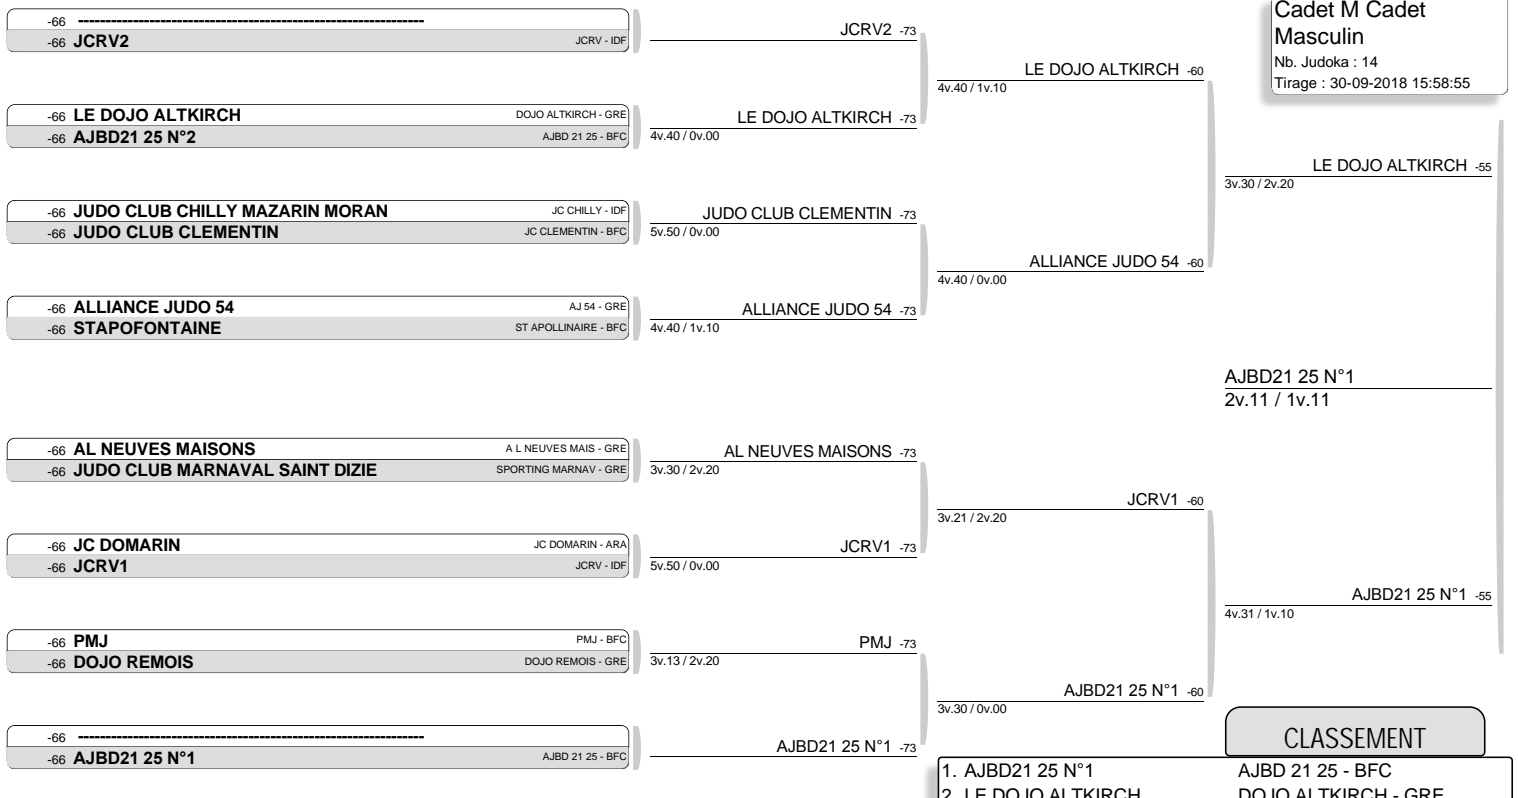 Cadet M Cadet
Masculin
Nb. Judoka : 14
Tirage : 30-09-2018 15:58:55
-66 ----------------------------------------------------------------
-66 JCRV2 JCRV - IDF
-66 LE DOJO ALTKIRCH DOJO ALTKIRCH - GRE
-66 AJBD21 25 N°2 AJBD 21 25 - BFC
-66 JUDO CLUB CHILLY MAZARIN MORAN JC CHILLY - IDF
-66 JUDO CLUB CLEMENTIN JC CLEMENTIN - BFC
-66 ALLIANCE JUDO 54 AJ 54 - GRE
-66 STAPOFONTAINE ST APOLLINAIRE - BFC
-66 AL NEUVES MAISONS A L NEUVES MAIS - GRE
-66 JUDO CLUB MARNAVAL SAINT DIZIE SPORTING MARNAV - GRE
-66 JC DOMARIN JC DOMARIN - ARA
-66 JCRV1 JCRV - IDF
-66 PMJ PMJ - BFC
-66 DOJO REMOIS DOJO REMOIS - GRE
-66 ----------------------------------------------------------------
-66 AJBD21 25 N°1 AJBD 21 25 - BFC
JCRV2 -73
LE DOJO ALTKIRCH -73
4v.40 / 0v.00
JUDO CLUB CLEMENTIN -73
5v.50 / 0v.00
ALLIANCE JUDO 54 -73
4v.40 / 1v.10
AL NEUVES MAISONS -73
3v.30 / 2v.20
JCRV1 -73
5v.50 / 0v.00
PMJ -73
3v.13 / 2v.20
AJBD21 25 N°1 -73
LE DOJO ALTKIRCH -60
4v.40 / 1v.10
ALLIANCE JUDO 54 -60
4v.40 / 0v.00
JCRV1 -60
3v.21 / 2v.20
AJBD21 25 N°1 -60
3v.30 / 0v.00
LE DOJO ALTKIRCH -55
3v.30 / 2v.20
AJBD21 25 N°1
2v.11 / 1v.11
AJBD21 25 N°1 -55
4v.31 / 1v.10
CLASSEMENT
1. AJBD21 25 N°1 AJBD 21 25 - BFC
2. LE DOJO ALTKIRCH DOJO ALTKIRCH - GRE